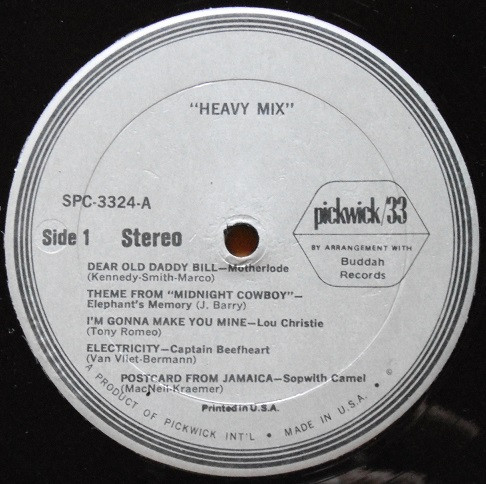 "HEAVY MIX"
SPC-3324-A
Side 1 Stereo
pickwick/33
BY ARRANGEMENT WITH
Buddah
Records
DEAR OLD DADDY BILL—Motherlode
(Kennedy-Smith-Marco)
THEME FROM "MIDNIGHT COWBOY"—
Elephant's Memory (J. Barry)
I'M GONNA MAKE YOU MINE—Lou Christie
(Tony Romeo)
ELECTRICITY—Captain Beefheart
(Van Vliet-Bermann)
POSTCARD FROM JAMAICA—Sopwith Camel
(MacNeil-Kraemer)
Printed in U.S.A.
A PRODUCT OF PICKWICK INT'L • MADE IN U.S.A. •